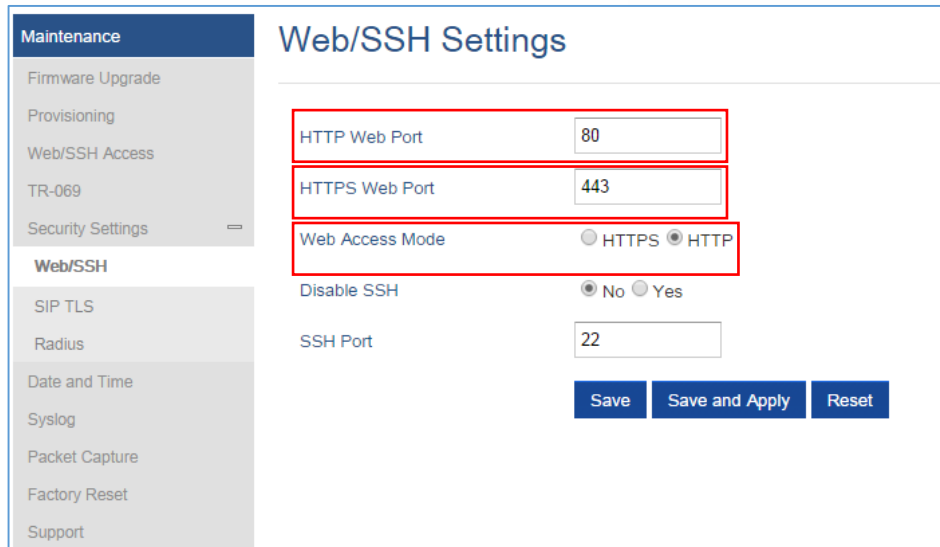 Maintenance
Firmware Upgrade
Provisioning
Web/SSH Access
TR-069
Security Settings
Web/SSH
SIP TLS
Radius
Date and Time
Syslog
Packet Capture
Factory Reset
Support
Web/SSH Settings
HTTP Web Port 80
HTTPS Web Port 443
Web Access Mode HTTPS HTTP
Disable SSH No Yes
SSH Port 22
Save Save and Apply Reset